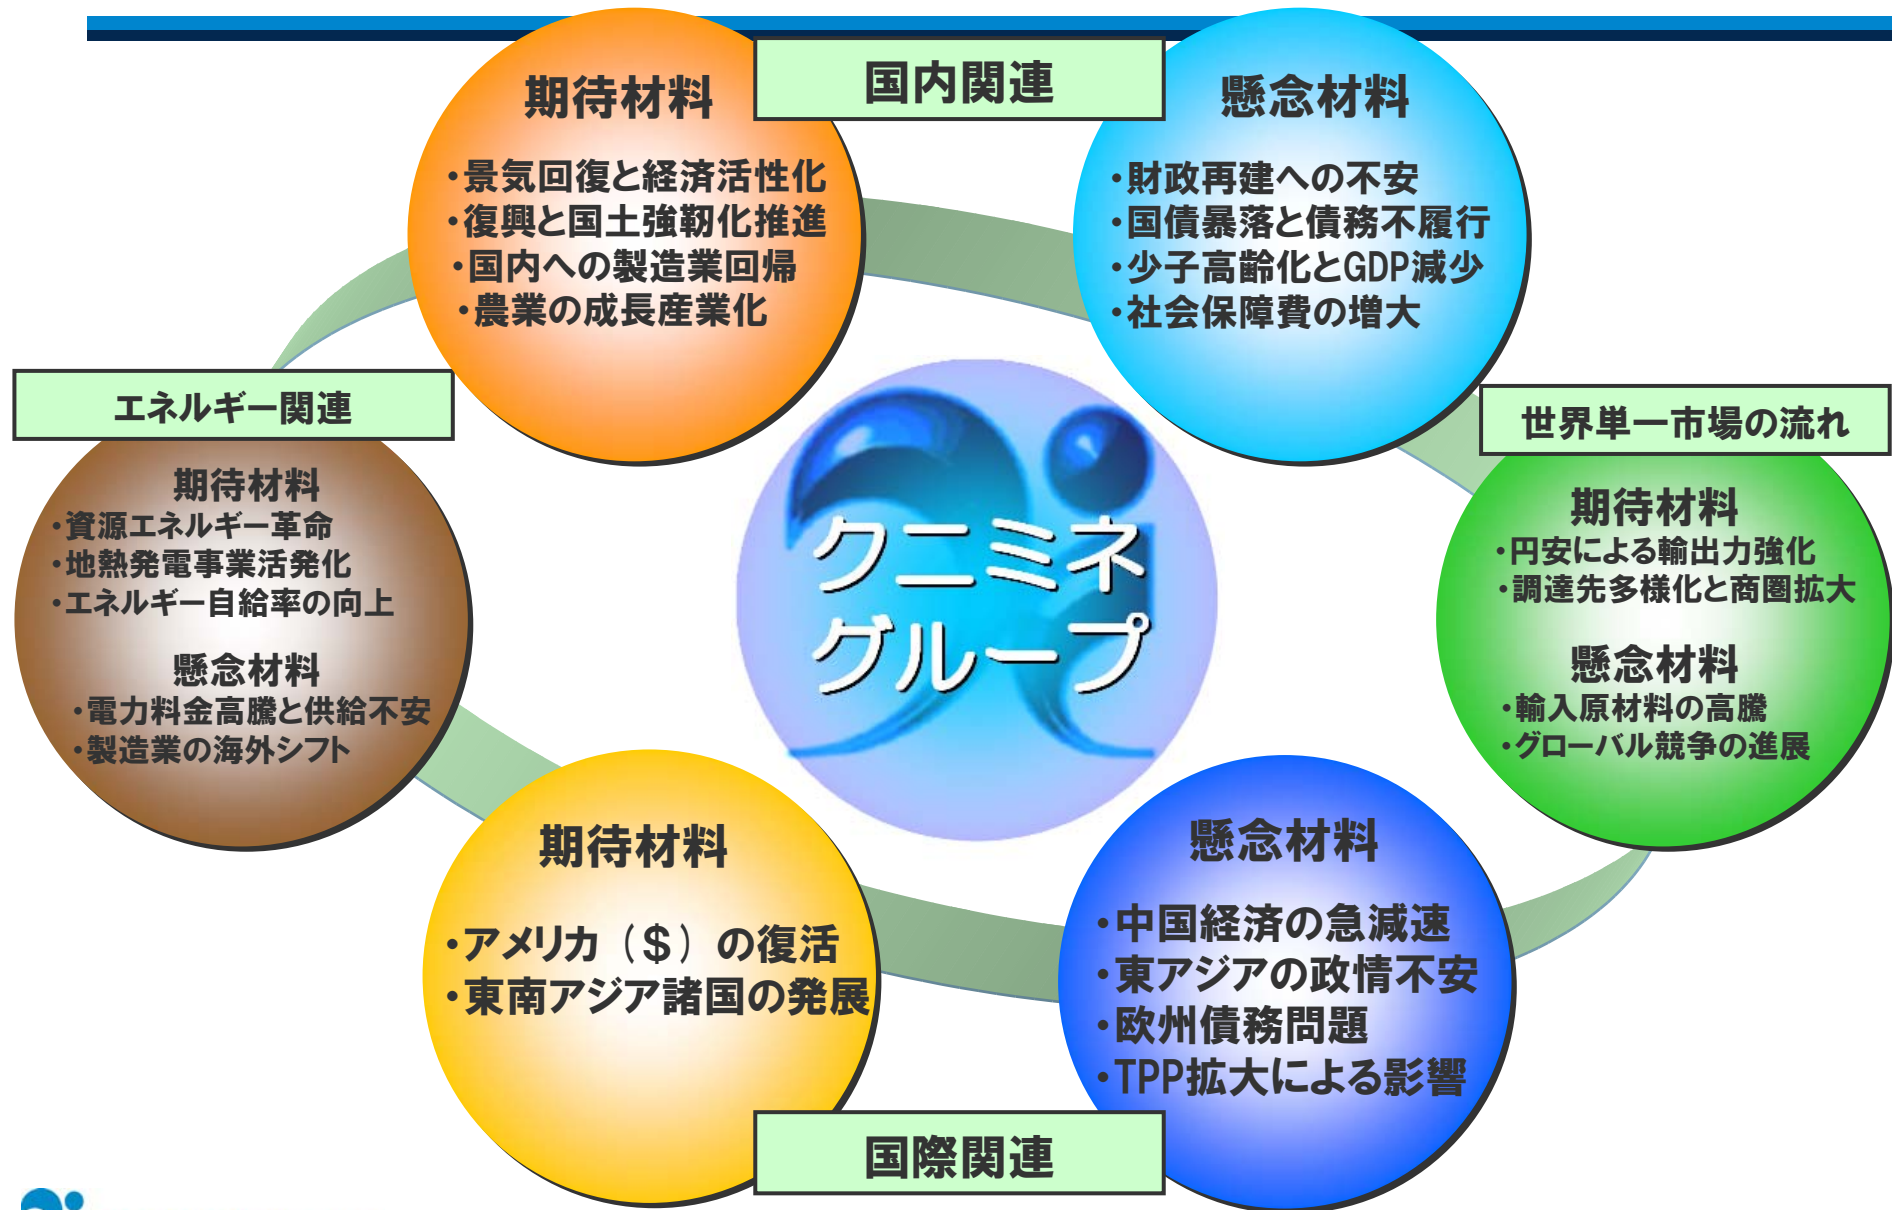 国内関連
期待材料
・景気回復と経済活性化
・復興と国土強靭化推進
・国内への製造業回帰
・農業の成長産業化
懸念材料
・財政再建への不安
・国債暴落と債務不履行
・少子高齢化とGDP減少
・社会保障費の増大
エネルギー関連
期待材料
・資源エネルギー革命
・地熱発電事業活発化
・エネルギー自給率の向上
懸念材料
・電力料金高騰と供給不安
・製造業の海外シフト
クニミネ
グループ
世界単一市場の流れ
期待材料
・円安による輸出力強化
・調達先多様化と商圏拡大
懸念材料
・輸入原材料の高騰
・グローバル競争の進展
期待材料
・アメリカ（＄）の復活
・東南アジア諸国の発展
懸念材料
・中国経済の急減速
・東アジアの政情不安
・欧州債務問題
・TPP拡大による影響
国際関連